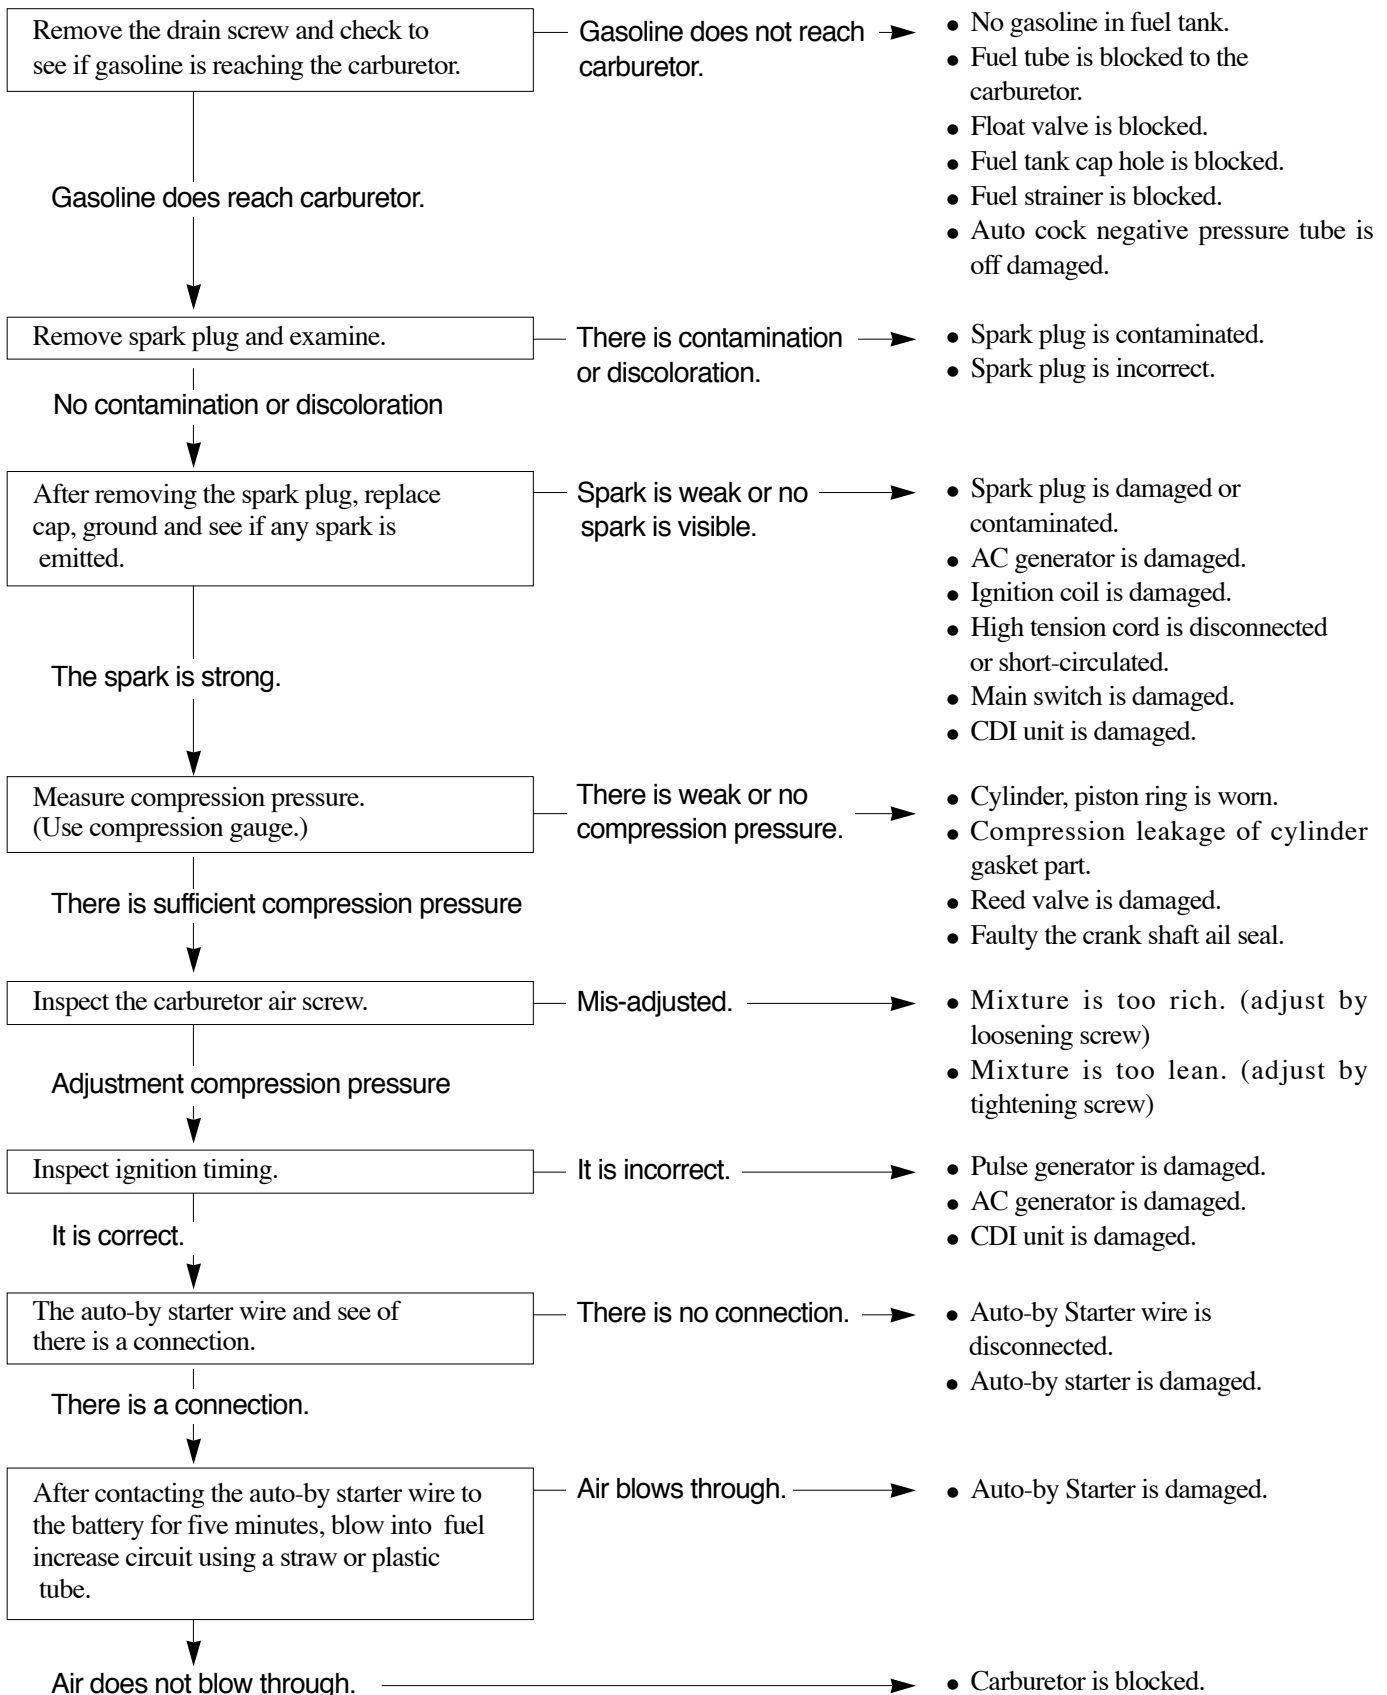 Remove the drain screw and check to
see if gasoline is reaching the carburetor.
Gasoline does not reach
carburetor.
● No gasoline in fuel tank.
● Fuel tube is blocked to the
carburetor.
● Float valve is blocked.
● Fuel tank cap hole is blocked.
● Fuel strainer is blocked.
● Auto cock negative pressure tube is
off damaged.
Gasoline does reach carburetor.
Remove spark plug and examine.
There is contamination
or discoloration.
● Spark plug is contaminated.
● Spark plug is incorrect.
No contamination or discoloration
After removing the spark plug, replace
cap, ground and see if any spark is
emitted.
Spark is weak or no
spark is visible.
● Spark plug is damaged or
contaminated.
● AC generator is damaged.
● Ignition coil is damaged.
● High tension cord is disconnected
or short-circulated.
● Main switch is damaged.
● CDI unit is damaged.
The spark is strong.
Measure compression pressure.
(Use compression gauge.)
There is weak or no
compression pressure.
● Cylinder, piston ring is worn.
● Compression leakage of cylinder
gasket part.
● Reed valve is damaged.
● Faulty the crank shaft ail seal.
There is sufficient compression pressure
Inspect the carburetor air screw.
Mis-adjusted.
● Mixture is too rich. (adjust by
loosening screw)
● Mixture is too lean. (adjust by
tightening screw)
Adjustment compression pressure
Inspect ignition timing.
It is incorrect.
● Pulse generator is damaged.
● AC generator is damaged.
● CDI unit is damaged.
It is correct.
The auto-by starter wire and see of
there is a connection.
There is no connection.
● Auto-by Starter wire is
disconnected.
● Auto-by starter is damaged.
There is a connection.
After contacting the auto-by starter wire to
the battery for five minutes, blow into fuel
increase circuit using a straw or plastic
tube.
Air blows through.
● Auto-by Starter is damaged.
Air does not blow through.
● Carburetor is blocked.